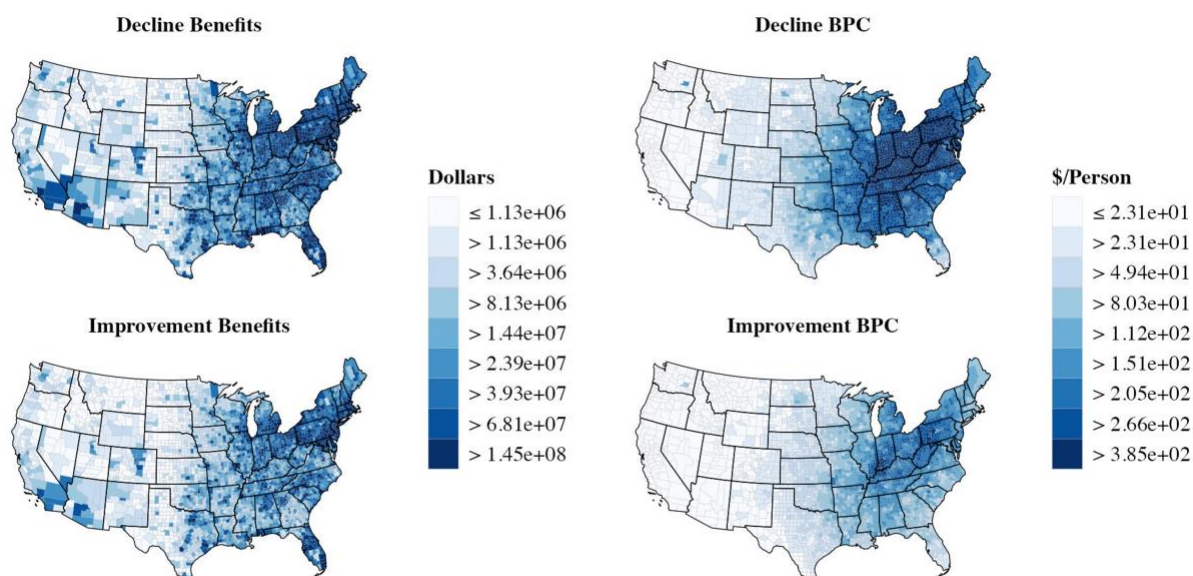 Decline Benefits
Decline BPC
Dollars
≤ 1.13e+06
> 1.13e+06
> 3.64e+06
> 8.13e+06
> 1.44e+07
> 2.39e+07
> 3.93e+07
> 6.81e+07
> 1.45e+08
$/Person
≤ 2.31e+01
> 2.31e+01
> 4.94e+01
> 8.03e+01
> 1.12e+02
> 1.51e+02
> 2.05e+02
> 2.66e+02
> 3.85e+02
Improvement Benefits
Improvement BPC